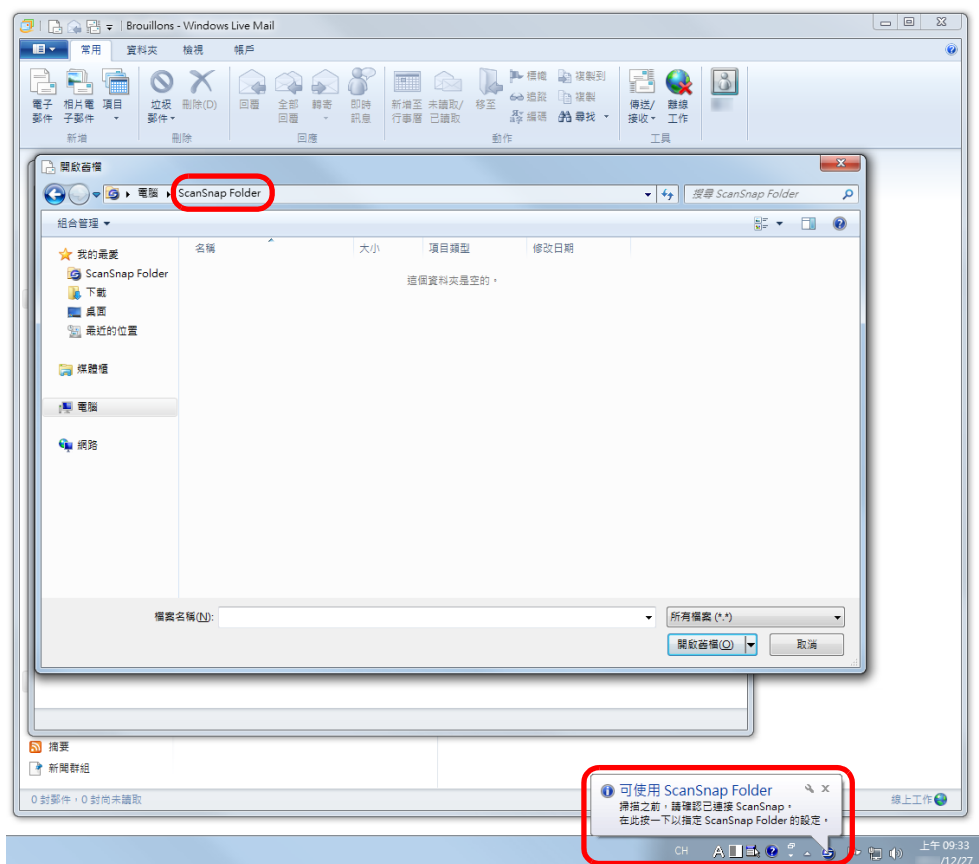 Brouillons - Windows Live Mail
常用 資料夾 檢視 帳戶
電子郵件 相片電子郵件 項目 垃圾郵件 刪除(D) 回覆 全部回覆 轉寄 即時訊息 新增至行事曆 未讀取/已讀取 移至 標幟 追蹤 編碼 複製到 複製 尋找 傳送/接收 離線工作
新增 刪除 回應 動作 工具
開啟舊檔
電腦 ScanSnap Folder 搜尋 ScanSnap Folder
組合管理
名稱 大小 項目類型 修改日期
這個資料夾是空的。
我的最愛
ScanSnap Folder
下載
桌面
最近的位置
媒體櫃
電腦
網路
檔案名稱(N): 所有檔案 (*.*)
開啟舊檔(O) 取消
摘要
新聞群組
0 封郵件，0 封尚未讀取 線上工作
可使用 ScanSnap Folder
掃描之前，請確認已連接 ScanSnap。
在此按一下以指定 ScanSnap Folder 的設定。
CH A 上午 09:33
/12/07